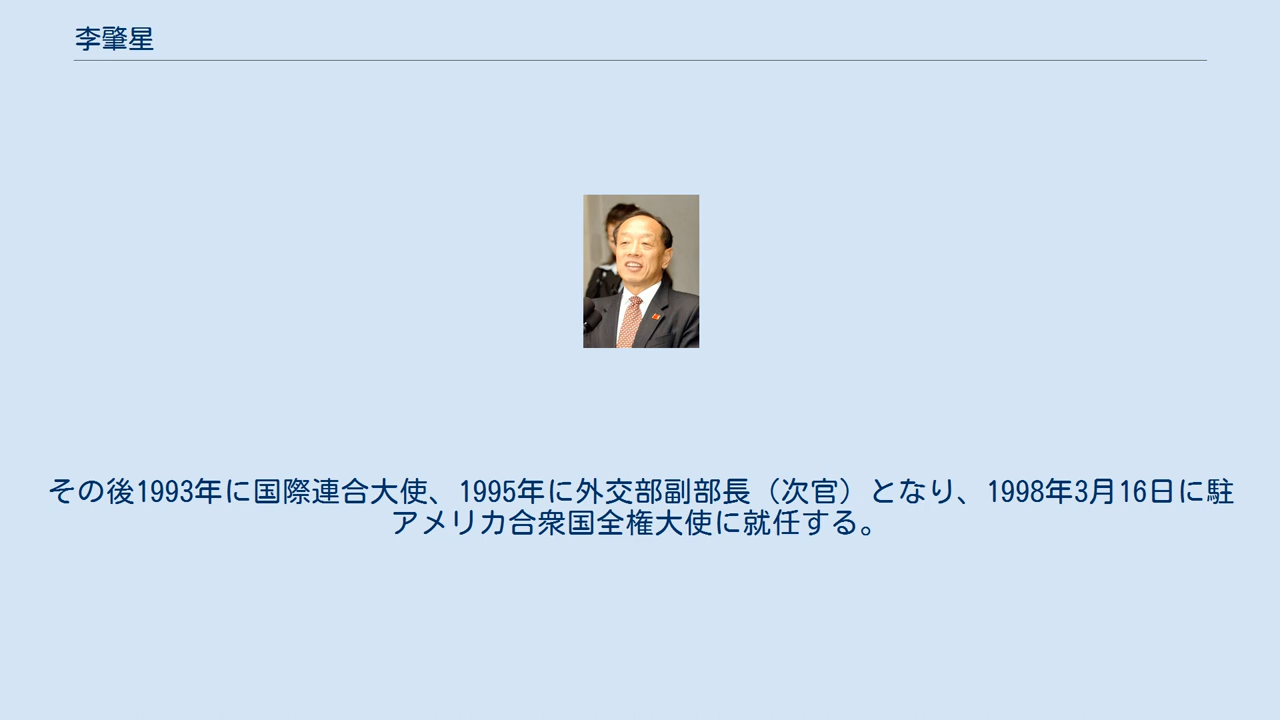 李肇星
その後1993年に国際連合大使、1995年に外交部副部長（次官）となり、1998年3月16日に駐
アメリカ合衆国全権大使に就任する。